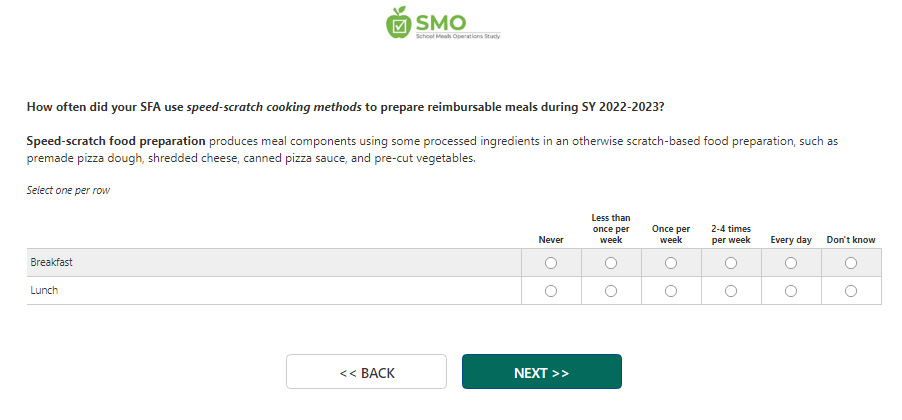 SMO
School Meals Operations Study
How often did your SFA use speed-scratch cooking methods to prepare reimbursable meals during SY 2022-2023?
Speed-scratch food preparation produces meal components using some processed ingredients in an otherwise scratch-based food preparation, such as
premade pizza dough, shredded cheese, canned pizza sauce, and pre-cut vegetables.
Select one per row
Never
Less than
once per
week
Once per
week
2-4 times
per week
Every day
Don't know
Breakfast
Lunch
<< BACK
NEXT >>